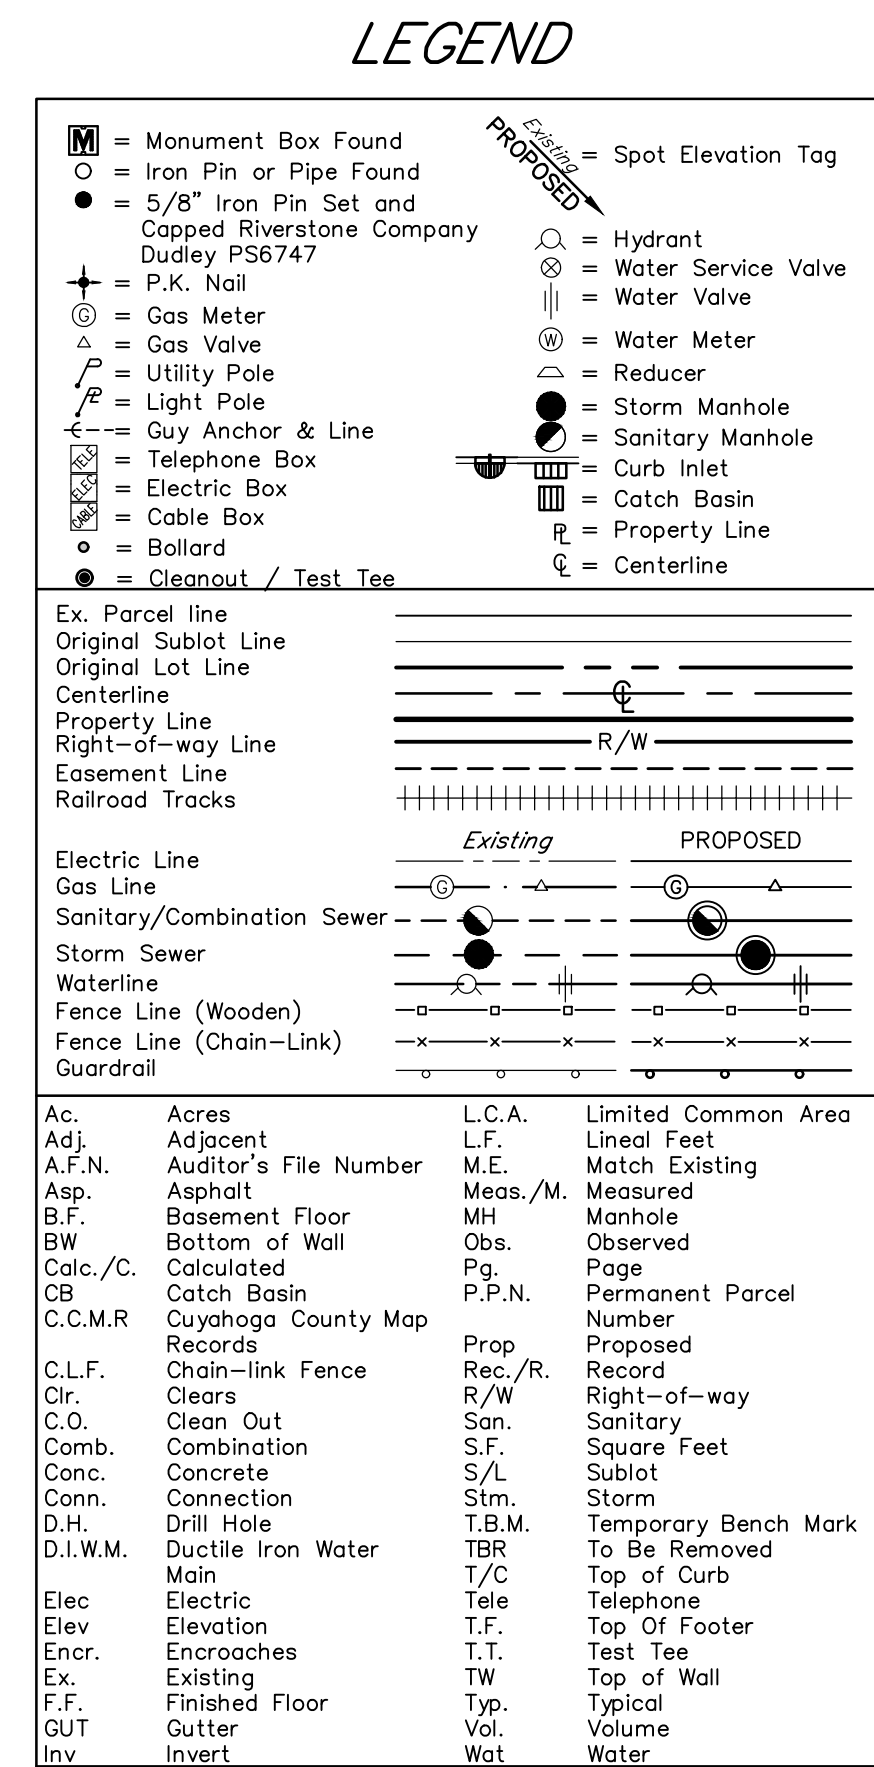 LEGEND
M = Monument Box Found
= Iron Pin or Pipe Found
= 5/8" Iron Pin Set and
Capped Riverstone Company
Dudley PS6747
= P.K. Nail
G = Gas Meter
= Gas Valve
= Utility Pole
= Light Pole
= Guy Anchor & Line
TELE = Telephone Box
ELEC = Electric Box
CABLE = Cable Box
= Bollard
= Cleanout / Test Tee
Existing
PROPOSED
= Spot Elevation Tag
= Hydrant
= Water Service Valve
= Water Valve
W = Water Meter
= Reducer
= Storm Manhole
= Sanitary Manhole
= Curb Inlet
= Catch Basin
PL = Property Line
CL = Centerline
Ex. Parcel line
Original Sublot Line
Original Lot Line
Centerline CL
Property Line
Right-of-way Line R/W
Easement Line
Railroad Tracks
Existing PROPOSED
Electric Line
Gas Line G G
Sanitary/Combination Sewer
Storm Sewer
Waterline
Fence Line (Wooden)
Fence Line (Chain-Link)
Guardrail
Ac. Acres
Adj. Adjacent
A.F.N. Auditor's File Number
Asp. Asphalt
B.F. Basement Floor
BW Bottom of Wall
Calc./C. Calculated
CB Catch Basin
C.C.M.R Cuyahoga County Map
Records
C.L.F. Chain-link Fence
Clr. Clears
C.O. Clean Out
Comb. Combination
Conc. Concrete
Conn. Connection
D.H. Drill Hole
D.I.W.M. Ductile Iron Water
Main
Elec Electric
Elev Elevation
Encr. Encroaches
Ex. Existing
F.F. Finished Floor
GUT Gutter
Inv Invert
L.C.A. Limited Common Area
L.F. Lineal Feet
M.E. Match Existing
Meas./M. Measured
MH Manhole
Obs. Observed
Pg. Page
P.P.N. Permanent Parcel
Number
Prop Proposed
Rec./R. Record
R/W Right-of-way
San. Sanitary
S.F. Square Feet
S/L Sublot
Stm. Storm
T.B.M. Temporary Bench Mark
TBR To Be Removed
T/C Top of Curb
Tele Telephone
T.F. Top Of Footer
T.T. Test Tee
TW Top of Wall
Typ. Typical
Vol. Volume
Wat Water